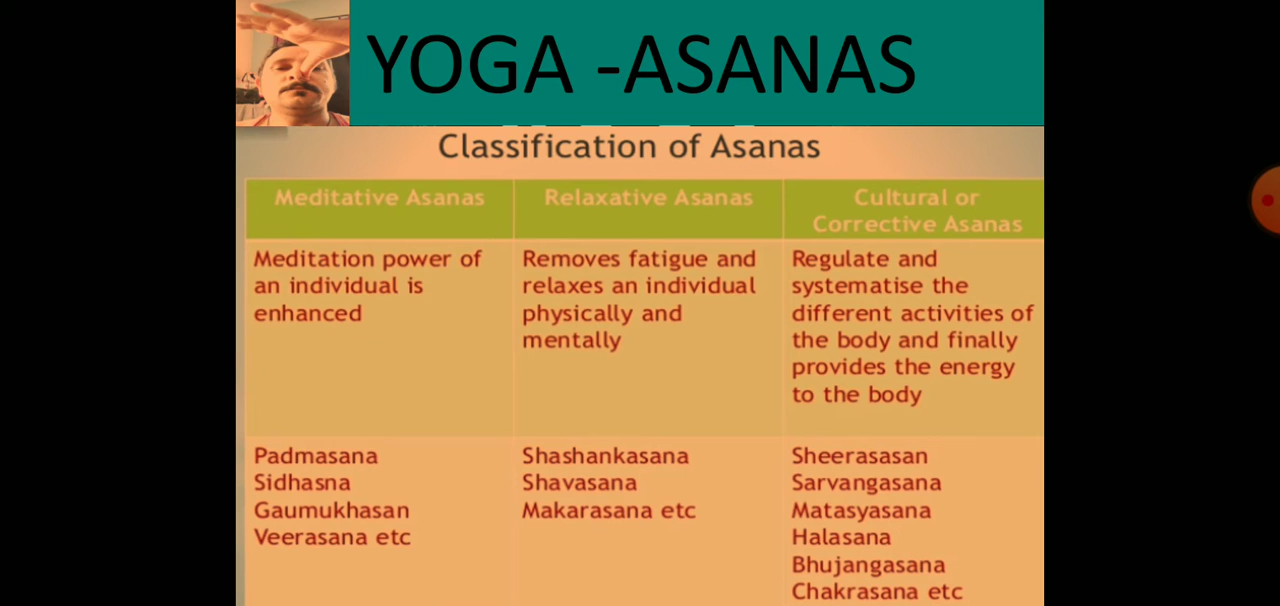 YOGA -ASANAS
Classification of Asanas
Meditative Asanas
Relaxative Asanas
Cultural or
Corrective Asanas
Meditation power of
an individual is
enhanced
Removes fatigue and
relaxes an individual
physically and
mentally
Regulate and
systematise the
different activities of
the body and finally
provides the energy
to the body
Padmasana
Sidhasna
Gaumukhasan
Veerasana etc
Shashankasana
Shavasana
Makarasana etc
Sheerasasan
Sarvangasana
Matasyasana
Halasana
Bhujangasana
Chakrasana etc